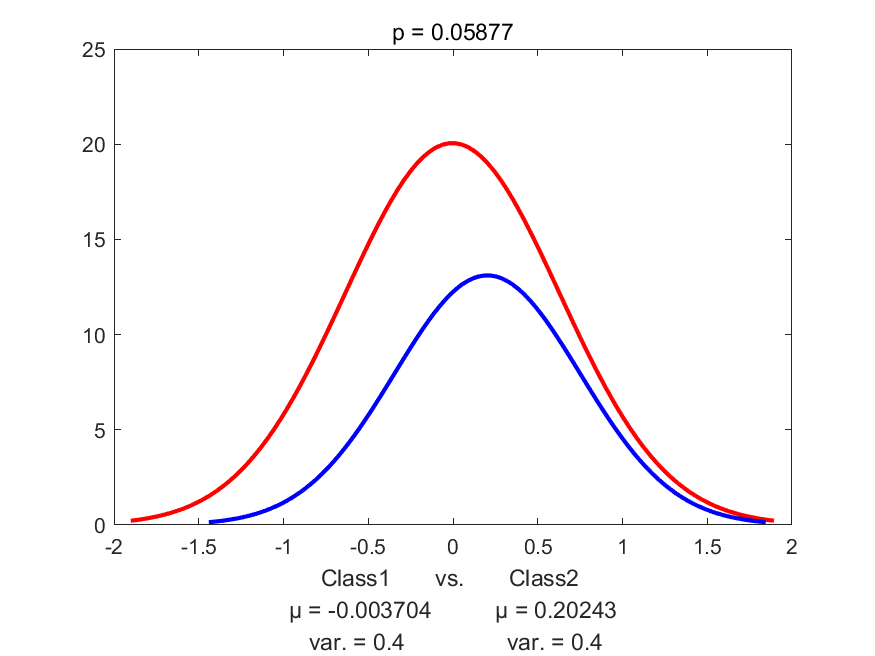 p = 0.05877
25
20
15
10
5
0
-2 -1.5 -1 -0.5 0 0.5 1 1.5 2
Class1 vs. Class2
μ = -0.003704 μ = 0.20243
var. = 0.4 var. = 0.4